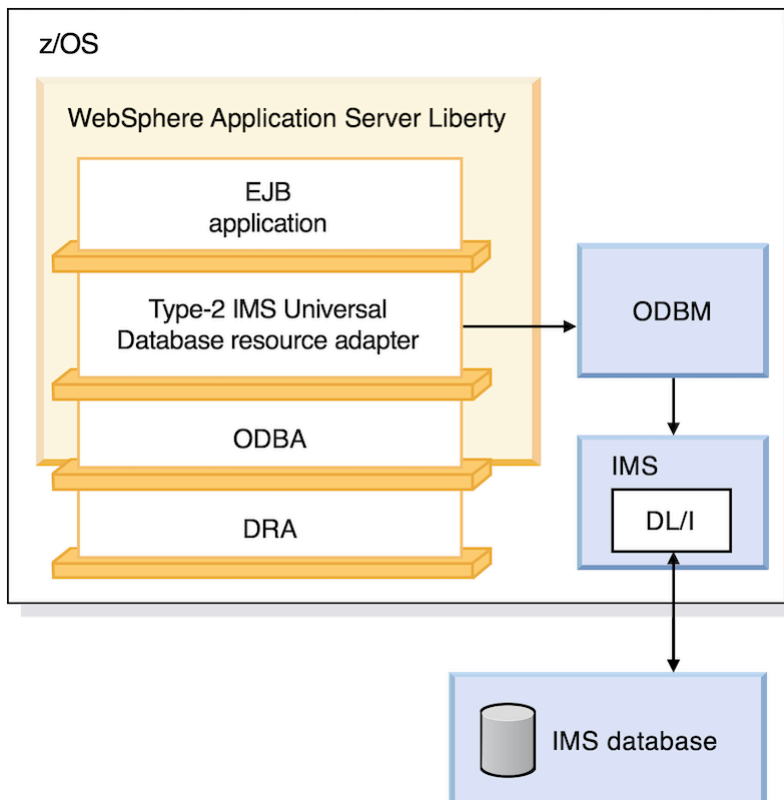 z/OS
WebSphere Application Server Liberty
EJB
application
Type-2 IMS Universal
Database resource adapter
ODBM
ODBA
IMS
DL/I
DRA
IMS database